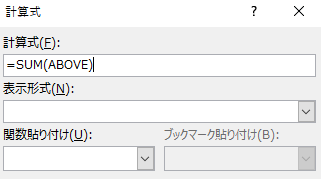 計算式 ? ×
計算式(F):
=SUM(ABOVE)
表示形式(N):
関数貼り付け(U): ブックマーク貼り付け(B):